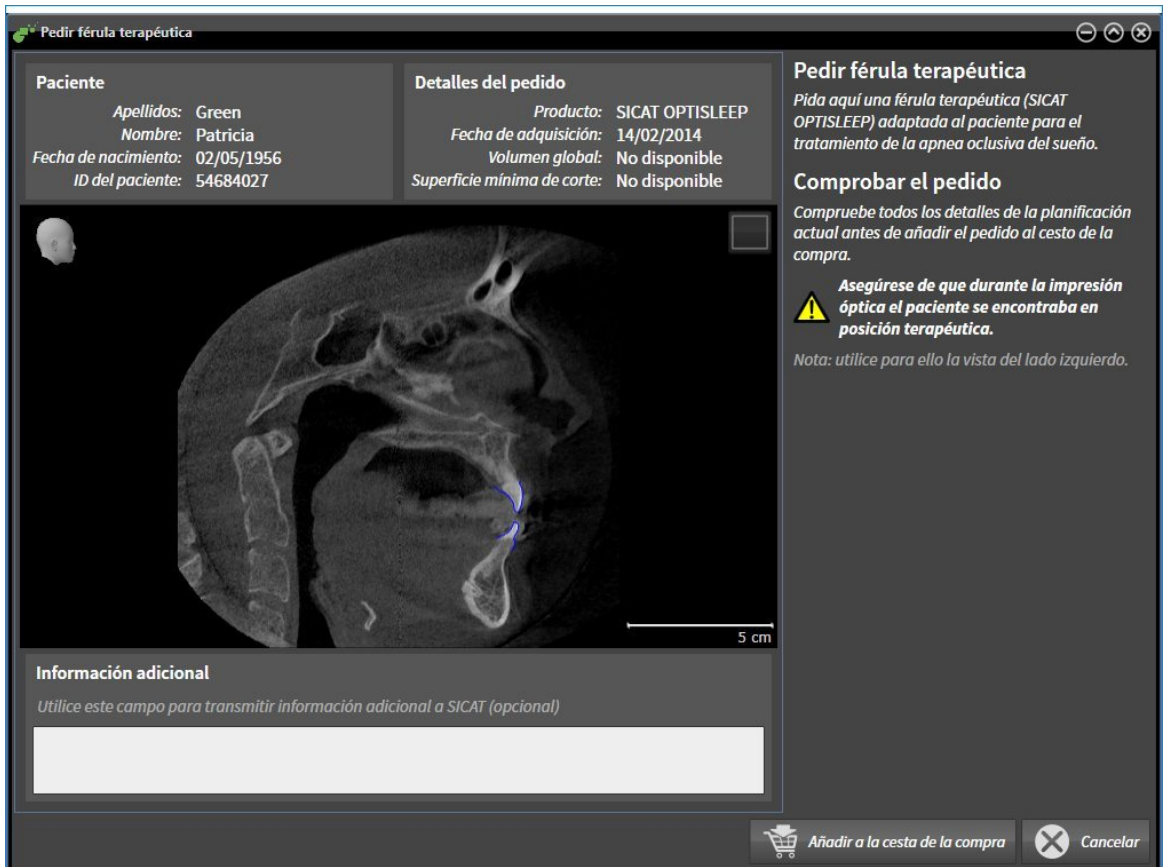 Pedir férula terapéutica
Paciente
Apellidos: Green
Nombre: Patricia
Fecha de nacimiento: 02/05/1956
ID del paciente: 54684027
Detalles del pedido
Producto: SICAT OPTISLEEP
Fecha de adquisición: 14/02/2014
Volumen global: No disponible
Superficie mínima de corte: No disponible
5 cm
Información adicional
Utilice este campo para transmitir información adicional a SICAT (opcional)
Pedir férula terapéutica
Pida aquí una férula terapéutica (SICAT
OPTISLEEP) adaptada al paciente para el
tratamiento de la apnea oclusiva del sueño.
Comprobar el pedido
Compruebe todos los detalles de la planificación
actual antes de añadir el pedido al cesto de la
compra.
Asegúrese de que durante la impresión
óptica el paciente se encontraba en
posición terapéutica.
Nota: utilice para ello la vista del lado izquierdo.
Añadir a la cesta de la compra
Cancelar